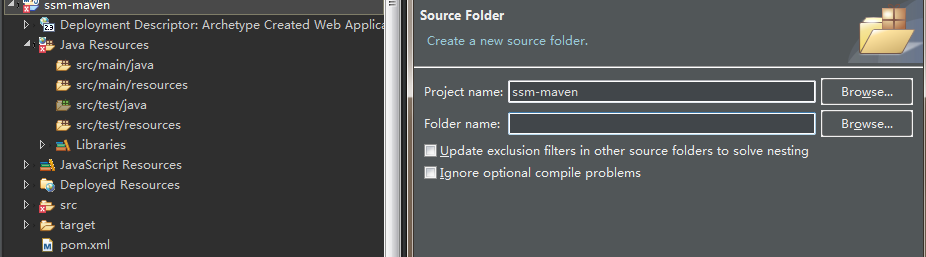 ssm-maven
Deployment Descriptor: Archetype Created Web Applica
Java Resources
src/main/java
src/main/resources
src/test/java
src/test/resources
Libraries
JavaScript Resources
Deployed Resources
src
target
pom.xml
Source Folder
Create a new source folder.
Project name: ssm-maven Browse...
Folder name: Browse...
Update exclusion filters in other source folders to solve nesting
Ignore optional compile problems